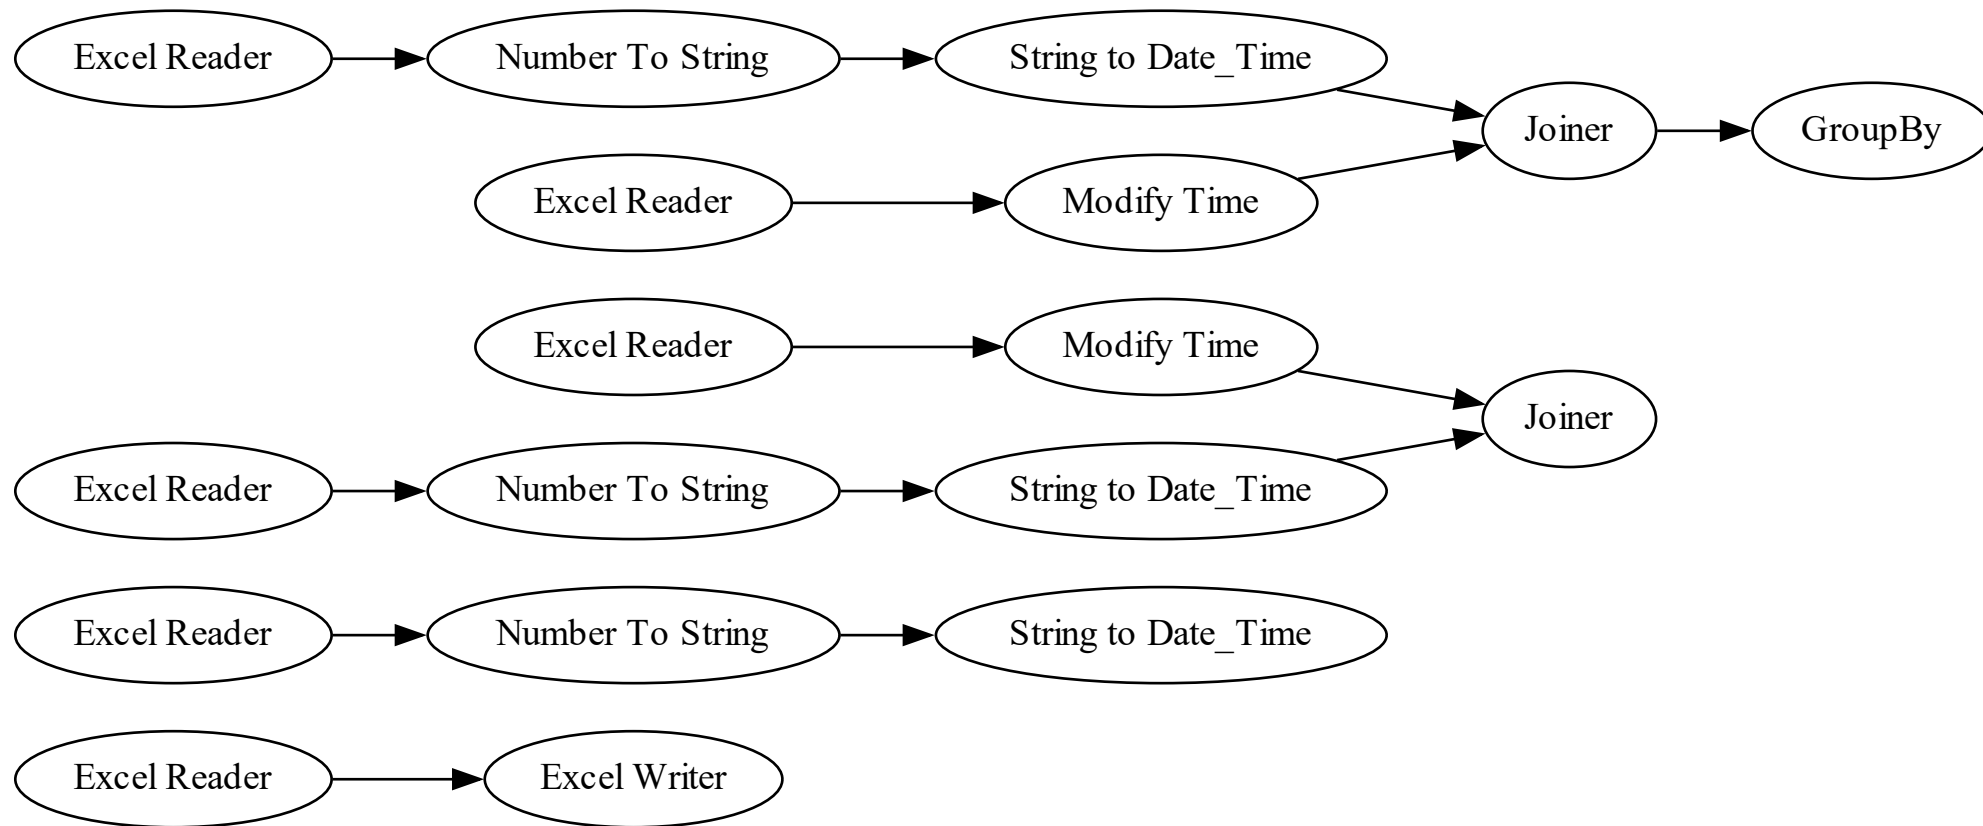 Excel Reader
Number To String
String to Date_Time
Joiner
GroupBy
Excel Reader
Modify Time
Excel Reader
Modify Time
Joiner
Excel Reader
Number To String
String to Date_Time
Excel Reader
Number To String
String to Date_Time
Excel Reader
Excel Writer